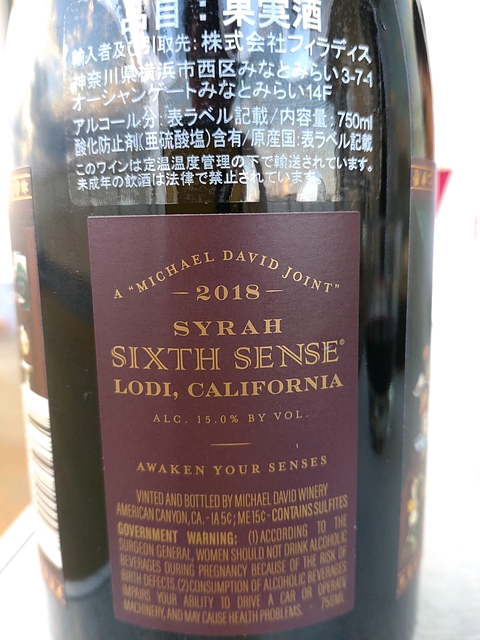 品目：果実酒
輸入者及び引取先：株式会社フィラディス
神奈川県横浜市西区みなとみらい3-7-1
オーシャンゲートみなとみらい14F
アルコール分：表ラベル記載/内容量：750ml
酸化防止剤(亜硫酸塩)含有/原産国：表ラベル記載
このワインは定温温度管理の下で輸送されています。
未成年の飲酒は法律で禁止されています。
A "MICHAEL DAVID JOINT"
2018
SYRAH
SIXTH SENSE®
LODI, CALIFORNIA
ALC. 15.0% BY VOL.
AWAKEN YOUR SENSES
VINTED AND BOTTLED BY MICHAEL DAVID WINERY
AMERICAN CANYON, CA. - IA 5¢; ME 15¢ - CONTAINS SULFITES
GOVERNMENT WARNING: (1) ACCORDING TO THE
SURGEON GENERAL, WOMEN SHOULD NOT DRINK ALCOHOLIC
BEVERAGES DURING PREGNANCY BECAUSE OF THE RISK OF
BIRTH DEFECTS. (2) CONSUMPTION OF ALCOHOLIC BEVERAGES
IMPAIRS YOUR ABILITY TO DRIVE A CAR OR OPERATE
MACHINERY, AND MAY CAUSE HEALTH PROBLEMS. 750ML